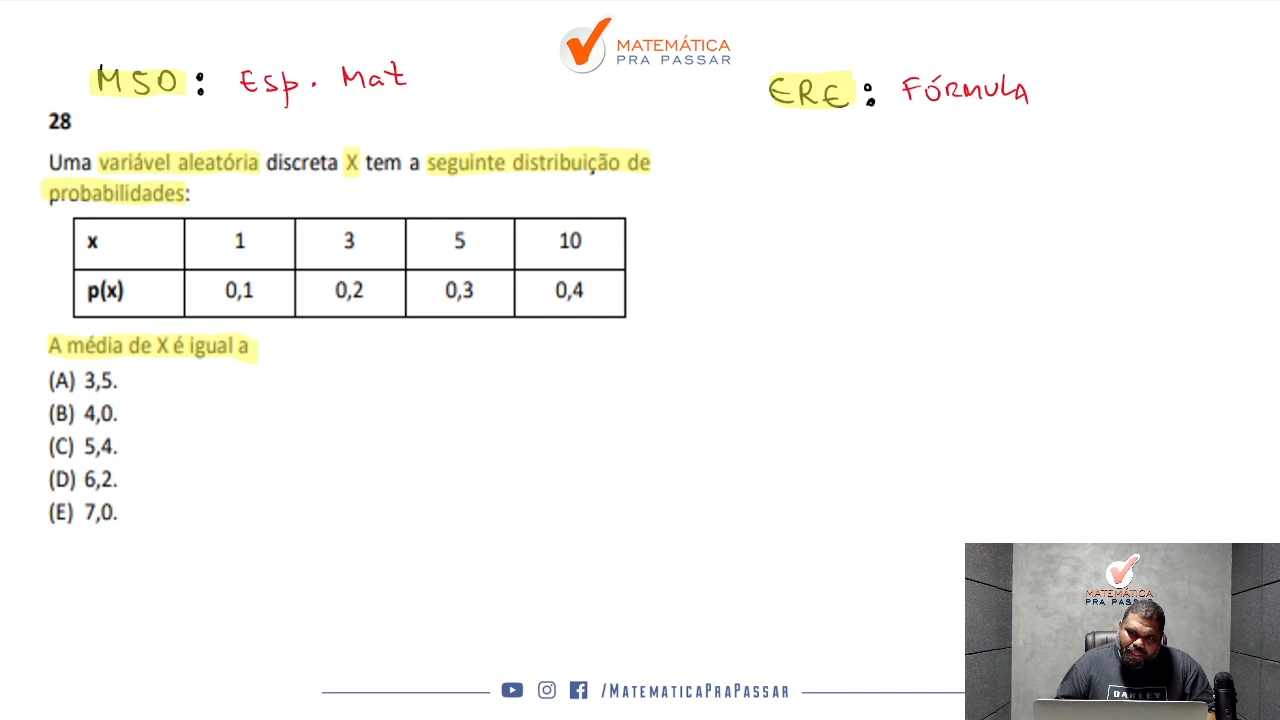 MATEMÁTICA
PRA PASSAR
MSO: Esp. Mat
ERE: FÓRMULA
28
Uma variável aleatória discreta X tem a seguinte distribuição de
probabilidades:
x 1 3 5 10
p(x) 0,1 0,2 0,3 0,4
A média de X é igual a
(A) 3,5.
(B) 4,0.
(C) 5,4.
(D) 6,2.
(E) 7,0.
MATEMÁTICA
PRA PASSAR
OAKLEY
/MATEMATICAPRAPASSAR